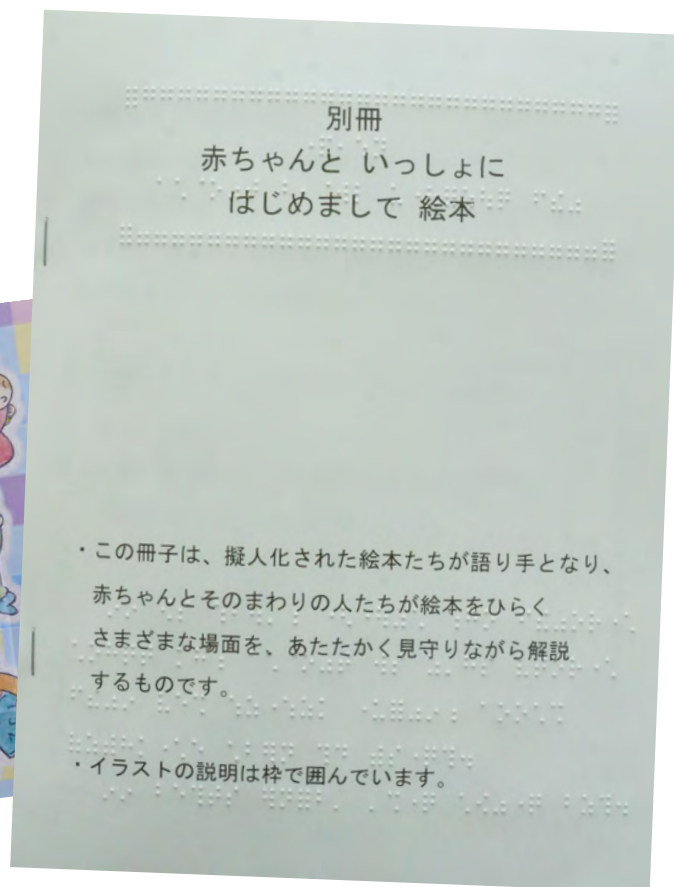 別冊
赤ちゃんと いっしょに
はじめまして 絵本
・この冊子は、擬人化された絵本たちが語り手となり、
赤ちゃんとそのまわりの人たちが絵本をひらく
さまざまな場面を、あたたかく見守りながら解説
するものです。
・イラストの説明は枠で囲んでいます。